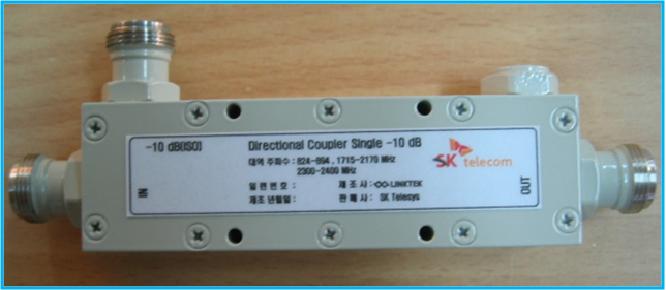 -10 dB(ISO)
Directional Coupler Single -10 dB
대역 주파수 : 824-894 , 1715-2170 MHz
2300-2400 MHz
일 련 번 호 :
제 조 사 : LINKTEK
제조 년월일 :
판 매 사 : SK Telesys
SK telecom
IN
OUT